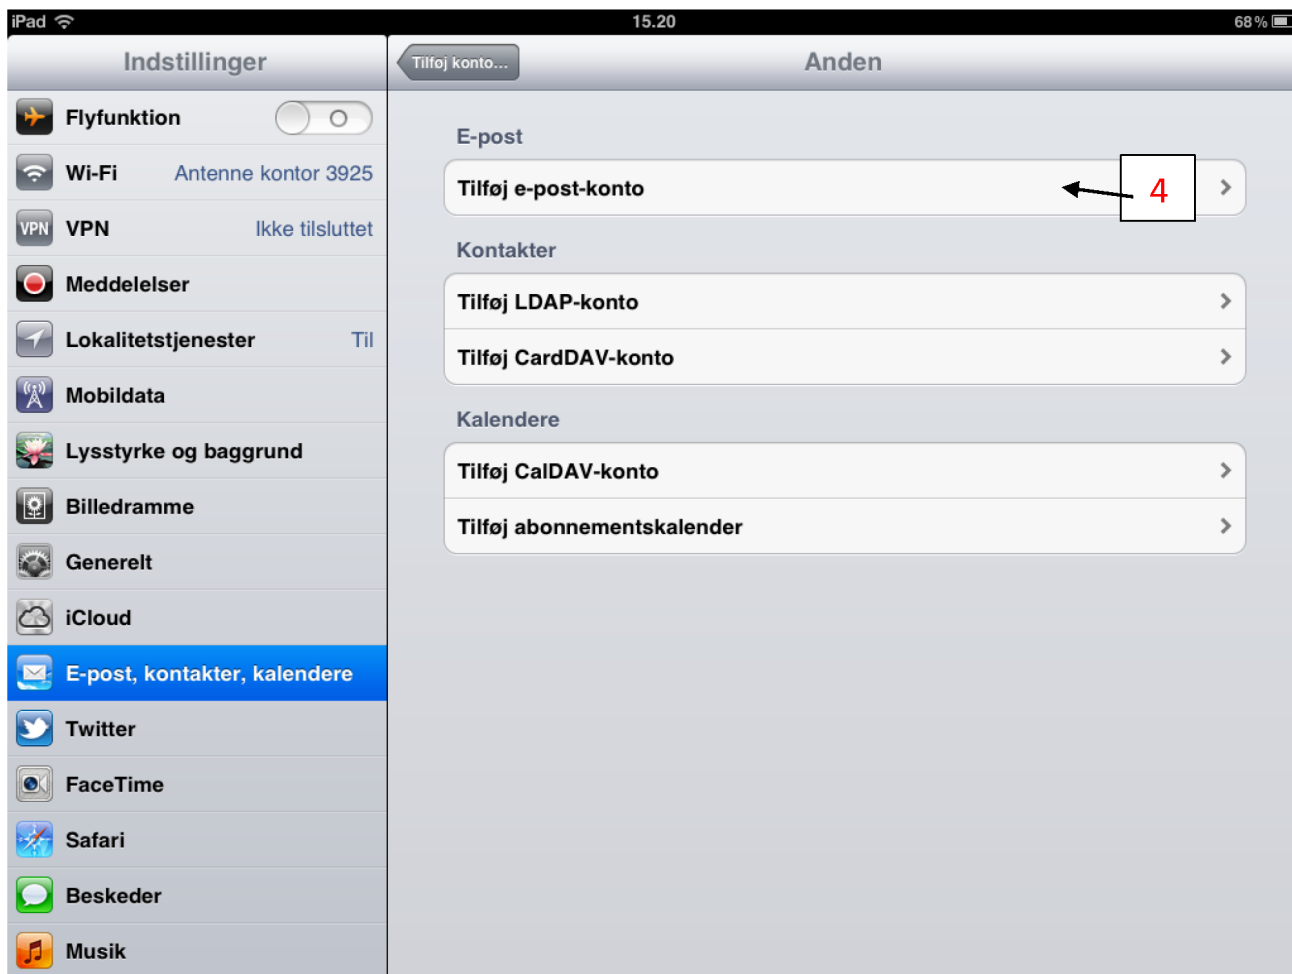 iPad 15.20 68 %
Indstillinger
Flyfunktion
Wi-Fi Antenne kontor 3925
VPN VPN Ikke tilsluttet
Meddelelser
Lokalitetstjenester Til
Mobildata
Lysstyrke og baggrund
Billedramme
Generelt
iCloud
E-post, kontakter, kalendere
Twitter
FaceTime
Safari
Beskeder
Musik
Tilføj konto... Anden
E-post
Tilføj e-post-konto 4
Kontakter
Tilføj LDAP-konto
Tilføj CardDAV-konto
Kalendere
Tilføj CalDAV-konto
Tilføj abonnementskalender